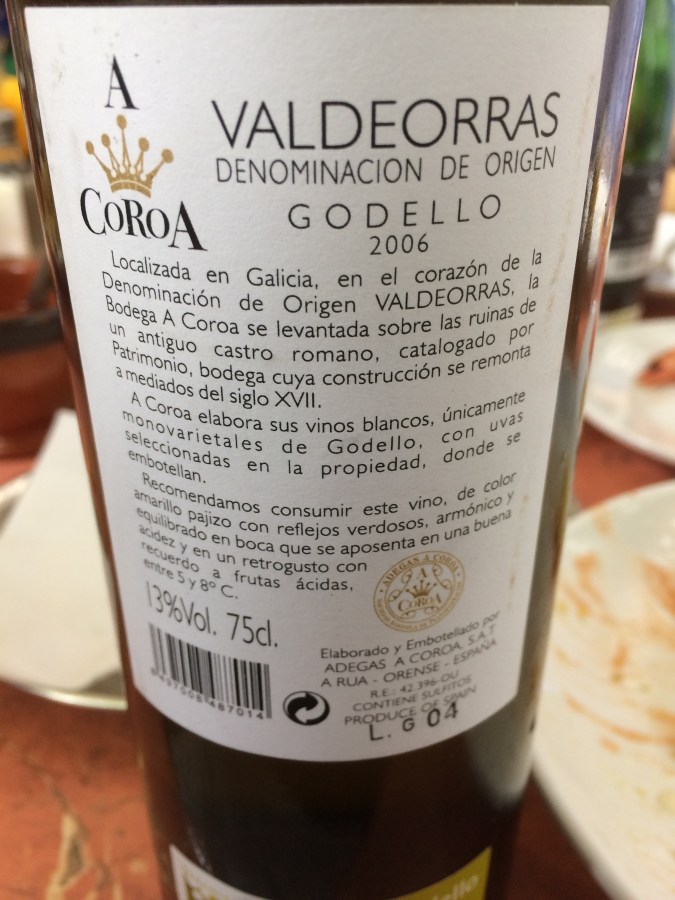 A
COROA
VALDEORRAS
DENOMINACION DE ORIGEN
GODELLO
2006
Localizada en Galicia, en el corazón de la
Denominación de Origen VALDEORRAS, la
Bodega A Coroa se levantada sobre las ruinas de
un antiguo castro romano, catalogado por
Patrimonio, bodega cuya construcción se remonta
a mediados del siglo XVII.
A Coroa elabora sus vinos blancos, únicamente
monovarietales de Godello, con uvas
seleccionadas en la propiedad, donde se
embotellan.
Recomendamos consumir este vino, de color
amarillo pajizo con reflejos verdosos, armónico y
equilibrado en boca que se aposenta en una buena
acidez y en un retrogusto con
recuerdo a frutas ácidas,
entre 5 y 8º C.
ADEGAS A COROA
A
COROA
13%Vol. 75cl.
Elaborado y Embotellado por
ADEGAS A COROA. S.A.T
A RUA - ORENSE - ESPAÑA
R.E.: 42.396-OU
CONTIENE SULFITOS
PRODUCE OF SPAIN
L. G 04